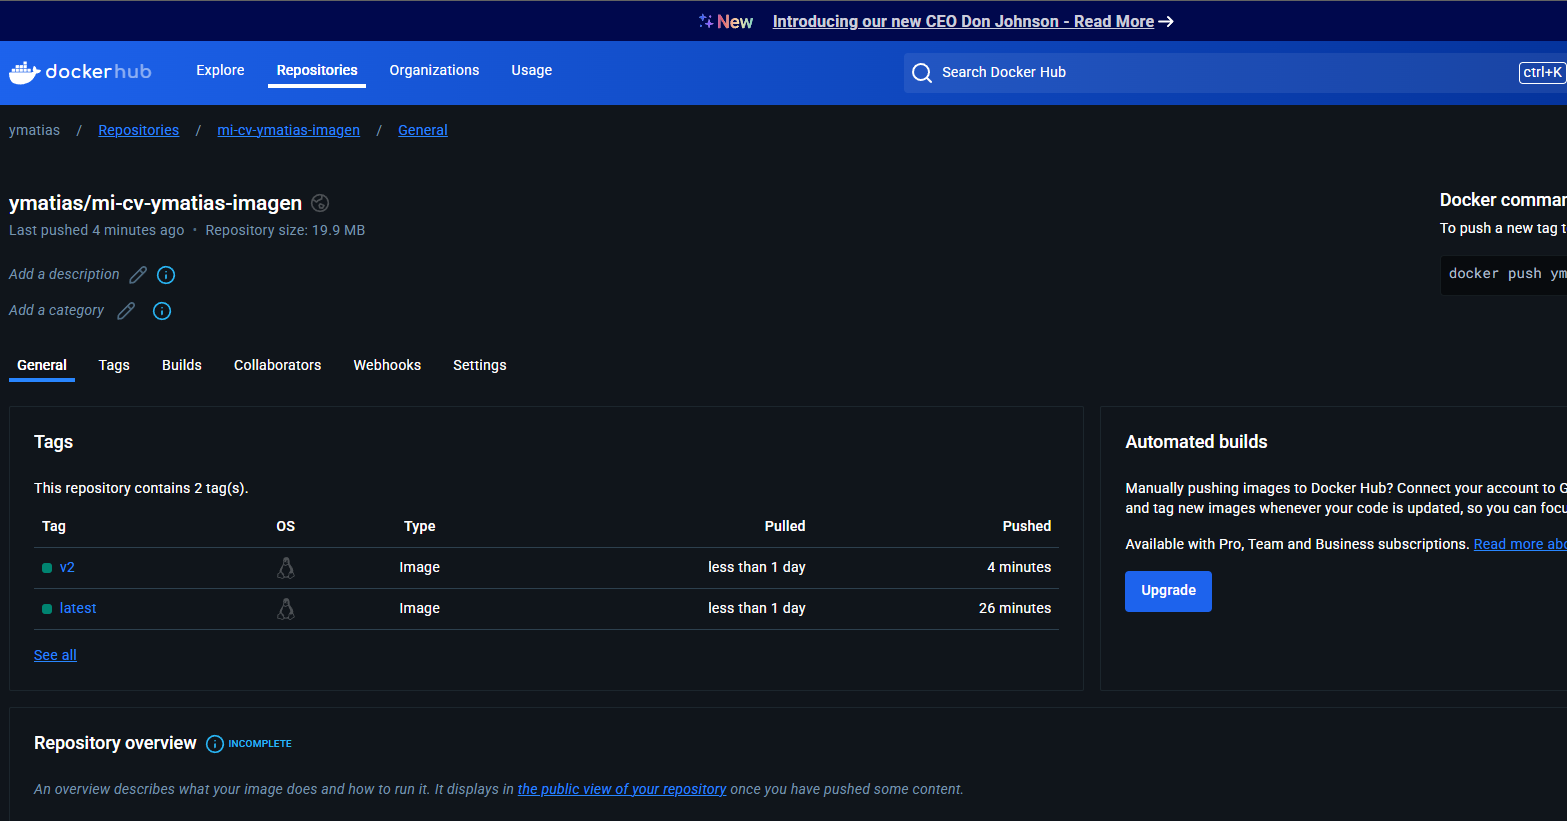 New Introducing our new CEO Don Johnson - Read More →
dockerhub Explore Repositories Organizations Usage Search Docker Hub ctrl+K
ymatias / Repositories / mi-cv-ymatias-imagen / General
ymatias/mi-cv-ymatias-imagen
Last pushed 4 minutes ago • Repository size: 19.9 MB
Add a description
Add a category
Docker comman
To push a new tag t
docker push ym
General Tags Builds Collaborators Webhooks Settings
Tags
This repository contains 2 tag(s).
Tag OS Type Pulled Pushed
v2 Image less than 1 day 4 minutes
latest Image less than 1 day 26 minutes
See all
Automated builds
Manually pushing images to Docker Hub? Connect your account to G
and tag new images whenever your code is updated, so you can focu
Available with Pro, Team and Business subscriptions. Read more abo
Upgrade
Repository overview INCOMPLETE
An overview describes what your image does and how to run it. It displays in the public view of your repository once you have pushed some content.